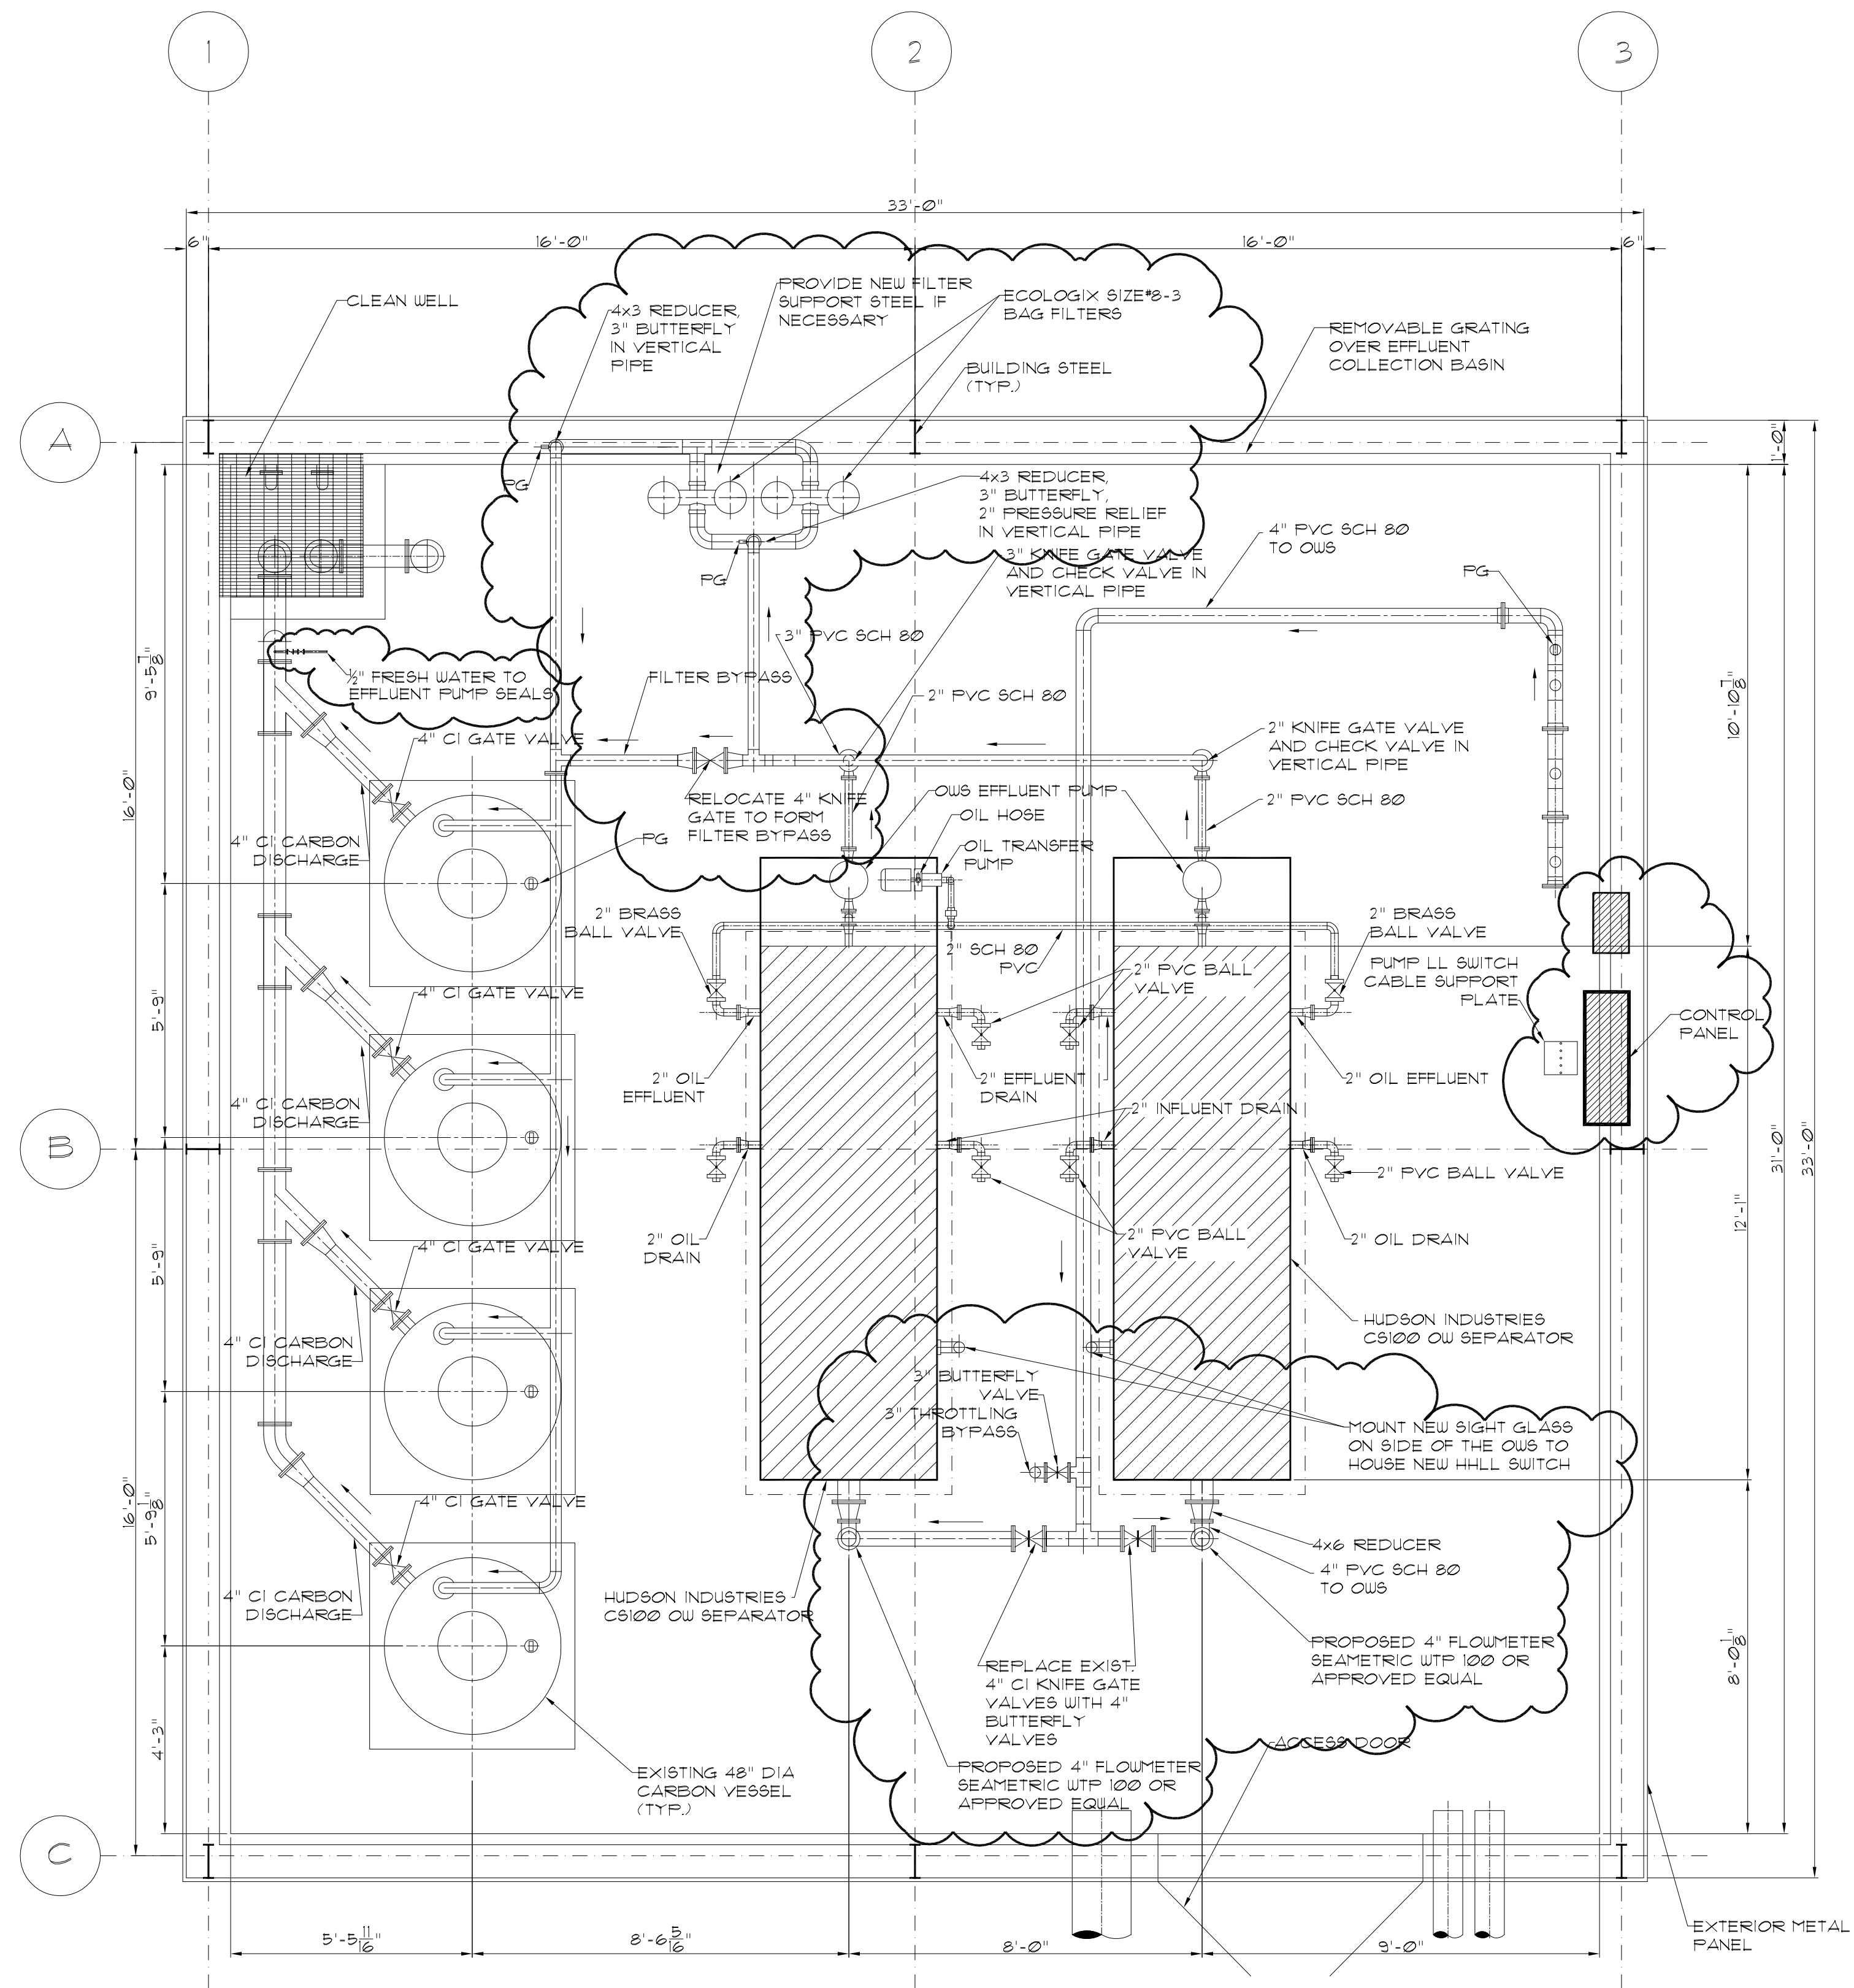 1
2
3
33'-0"
6"
16'-0"
16'-0"
6"
CLEAN WELL
4x3 REDUCER,
3" BUTTERFLY
IN VERTICAL
PIPE
PROVIDE NEW FILTER
SUPPORT STEEL IF
NECESSARY
ECOLOGIX SIZE#8-3
BAG FILTERS
BUILDING STEEL
(TYP.)
REMOVABLE GRATING
OVER EFFLUENT
COLLECTION BASIN
A
1'-0"
PG
4x3 REDUCER,
3" BUTTERFLY,
2" PRESSURE RELIEF
IN VERTICAL PIPE
3" KNIFE GATE VALVE
AND CHECK VALVE IN
VERTICAL PIPE
PG
4" PVC SCH 80
TO OWS
PG
9'-5 7/8"
1/2" FRESH WATER TO
EFFLUENT PUMP SEALS
3" PVC SCH 80
FILTER BYPASS
2" PVC SCH 80
10'-10 7/8"
4" CI GATE VALVE
2" KNIFE GATE VALVE
AND CHECK VALVE IN
VERTICAL PIPE
16'-0"
RELOCATE 4" KNIFE
GATE TO FORM
FILTER BYPASS
OWS EFFLUENT PUMP
OIL HOSE
OIL TRANSFER
PUMP
2" PVC SCH 80
4" CI CARBON
DISCHARGE
PG
2" BRASS
BALL VALVE
2" SCH 80
PVC
2" PVC BALL
VALVE
2" BRASS
BALL VALVE
PUMP LL SWITCH
CABLE SUPPORT
PLATE
CONTROL
PANEL
5'-9"
4" CI GATE VALVE
4" CI CARBON
DISCHARGE
2" OIL
EFFLUENT
2" EFFLUENT
DRAIN
2" INFLUENT DRAIN
2" OIL EFFLUENT
B
31'-0"
33'-0"
2" PVC BALL VALVE
12'-1"
5'-9"
4" CI GATE VALVE
2" OIL
DRAIN
2" PVC BALL
VALVE
2" OIL DRAIN
4" CI CARBON
DISCHARGE
HUDSON INDUSTRIES
CS100 OW SEPARATOR
3" BUTTERFLY
VALVE
3" THROTTLING
BYPASS
MOUNT NEW SIGHT GLASS
ON SIDE OF THE OWS TO
HOUSE NEW HHLL SWITCH
16'-0"
5'-9 1/8"
4" CI GATE VALVE
4" CI CARBON
DISCHARGE
HUDSON INDUSTRIES
CS100 OW SEPARATOR
4x6 REDUCER
4" PVC SCH 80
TO OWS
8'-0 1/8"
PROPOSED 4" FLOWMETER
SEAMETRIC WTP 100 OR
APPROVED EQUAL
REPLACE EXIST.
4" CI KNIFE GATE
VALVES WITH 4"
BUTTERFLY
VALVES
4'-3"
ACCESS DOOR
EXISTING 48" DIA
CARBON VESSEL
(TYP.)
PROPOSED 4" FLOWMETER
SEAMETRIC WTP 100 OR
APPROVED EQUAL
C
5'-5 11/16"
8'-6 5/16"
8'-0"
9'-0"
EXTERIOR METAL
PANEL